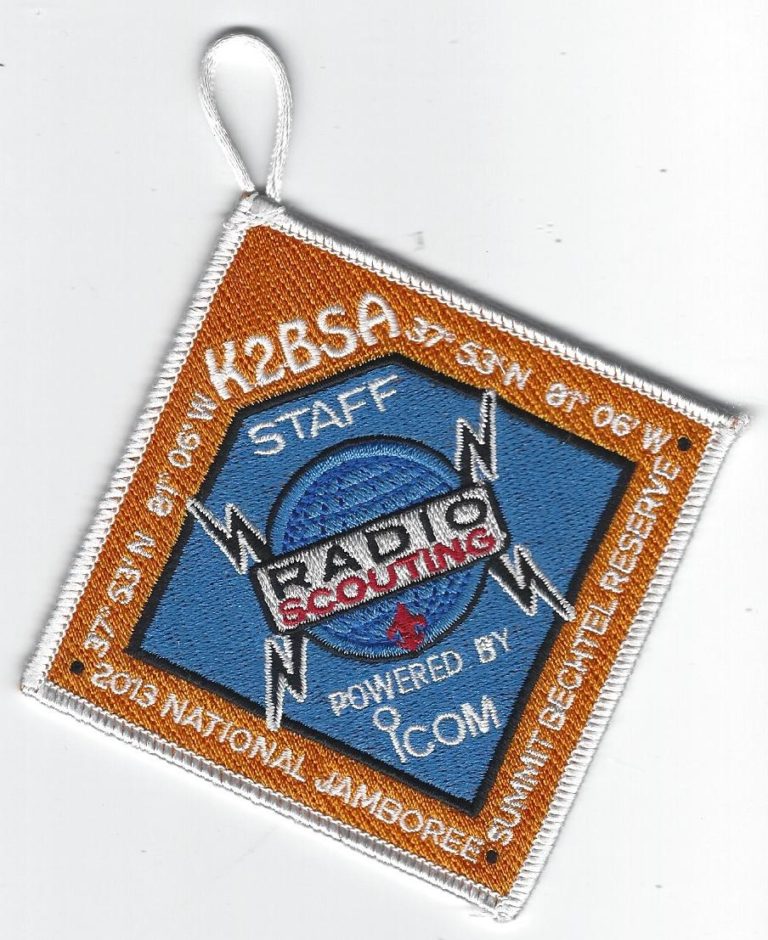 K2BSA
37° 53'N 81° 06' W
37° 53'N 81° 06' W
STAFF
RADIO
SCOUTING
POWERED BY
ICOM
2013 NATIONAL JAMBOREE
SUMMIT BECHTEL RESERVE